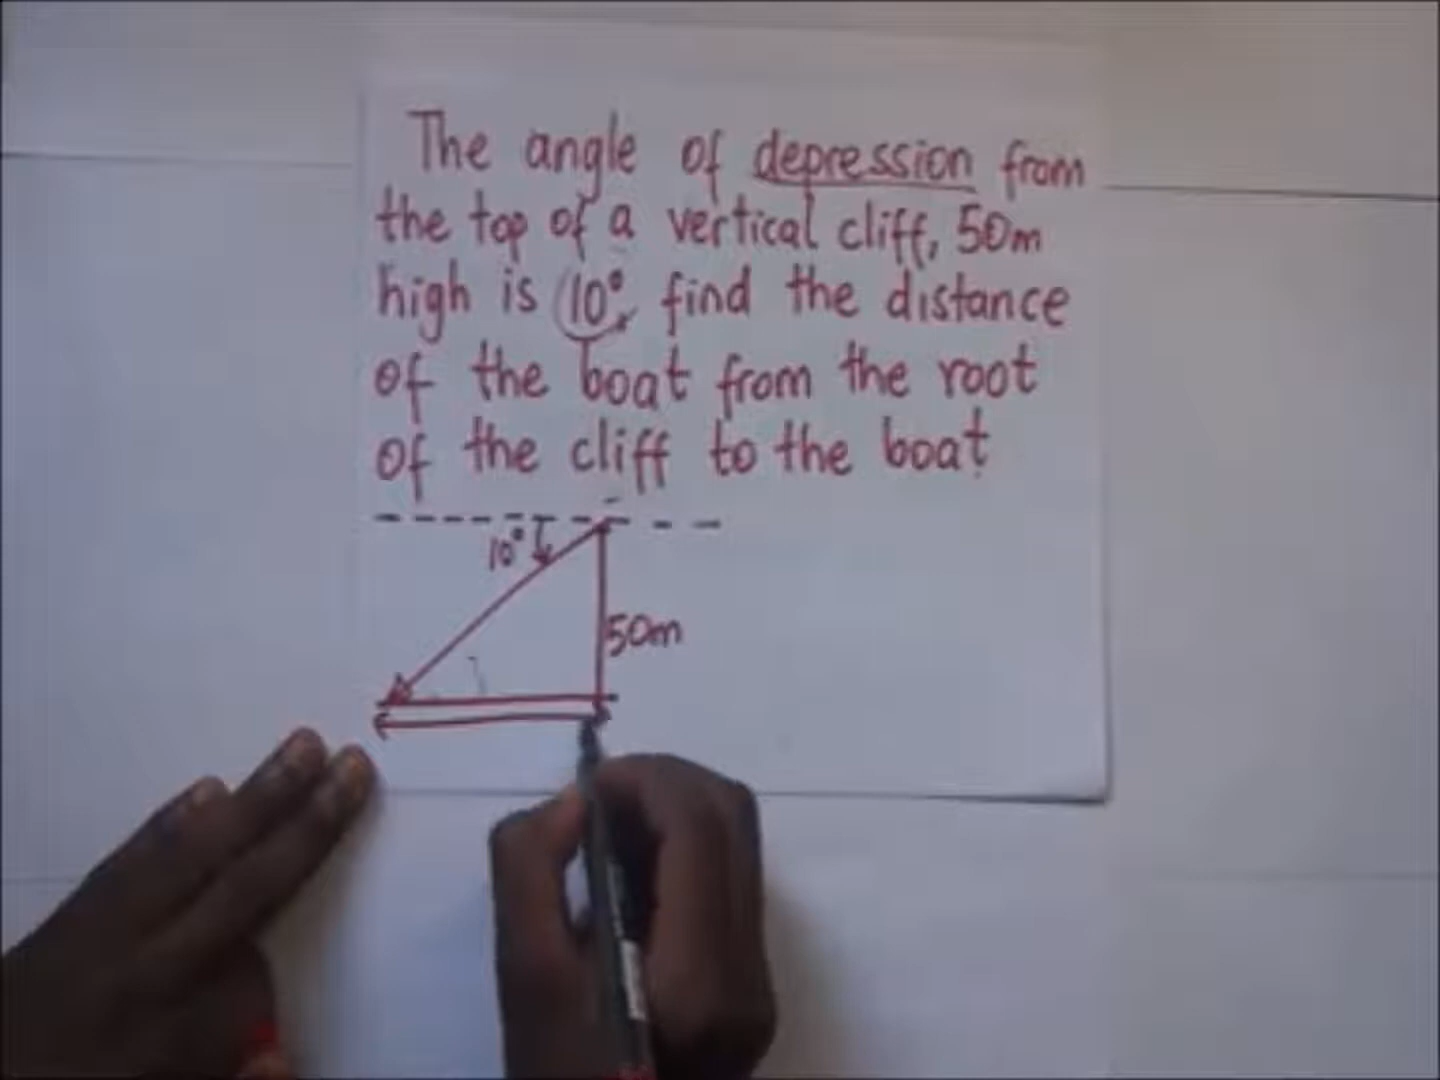 The angle of depression from
the top of a vertical cliff, 50m
high is 10°, find the distance
of the boat from the root
of the cliff to the boat
10°
50m